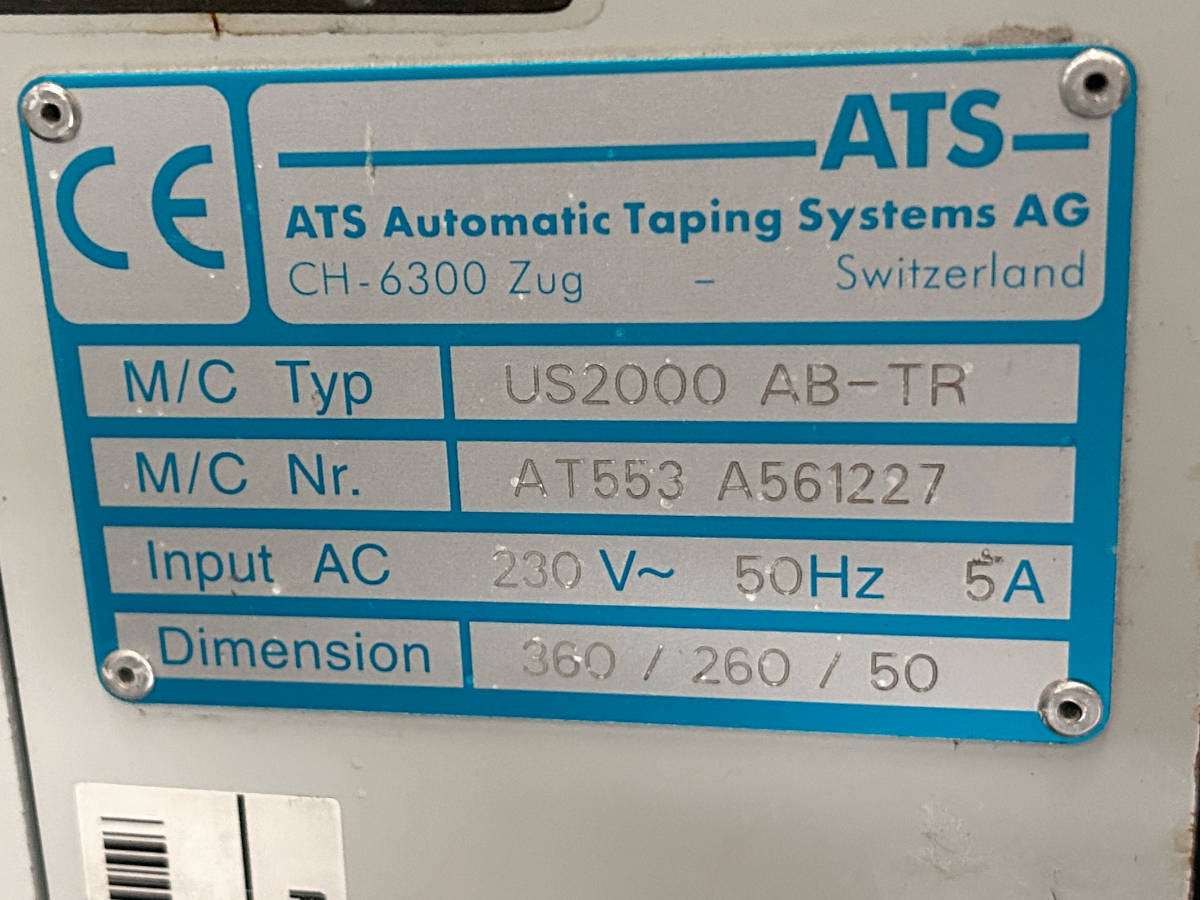 CE
ATS
ATS Automatic Taping Systems AG
CH-6300 Zug - Switzerland
M/C Typ US2000 AB-TR
M/C Nr. AT553 A561227
Input AC 230 V~ 50Hz 5A
Dimension 360 / 260 / 50